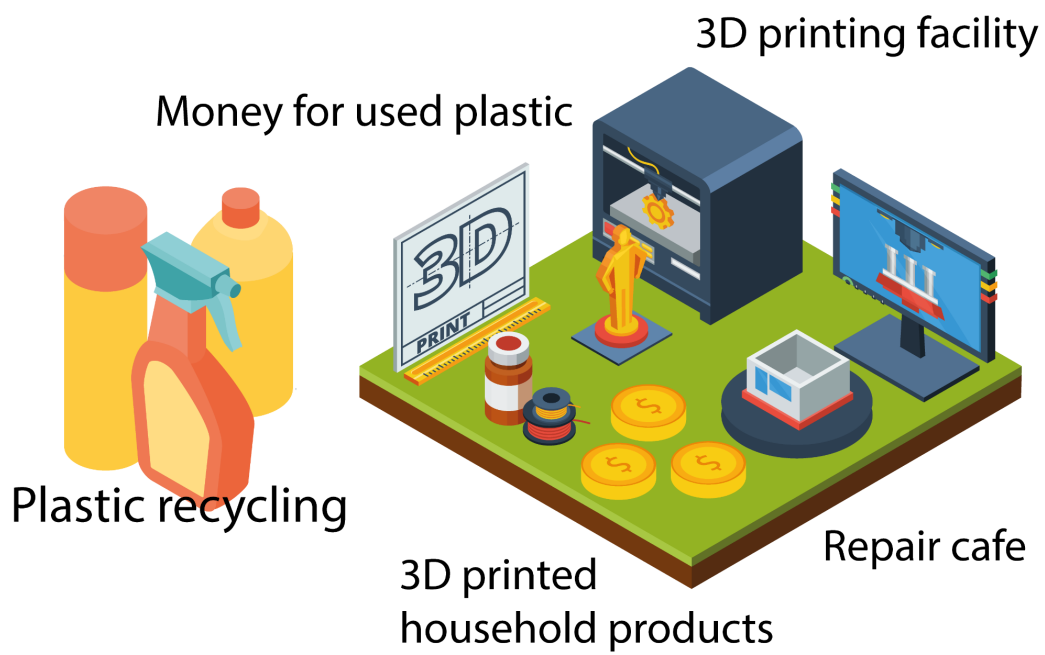 3D printing facility
Money for used plastic
3D
PRINT
$
$
$
Plastic recycling
Repair cafe
3D printed
household products